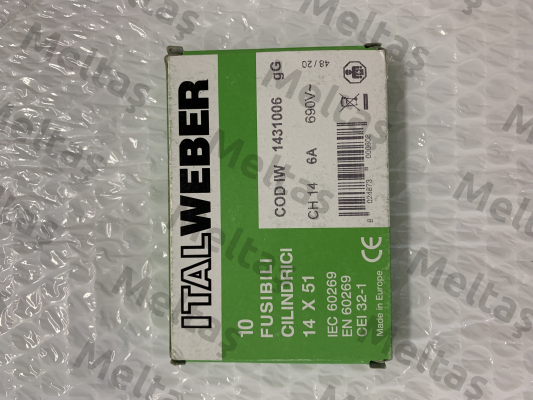 ITALWEBER
10
FUSIBILI
CILINDRICI
14 X 51
IEC 60269
EN 60269
CEI 32-1
Made in Europe
CE
COD IW 1431006 gG
CH 14 6A 690V~
48/20
Meltaş